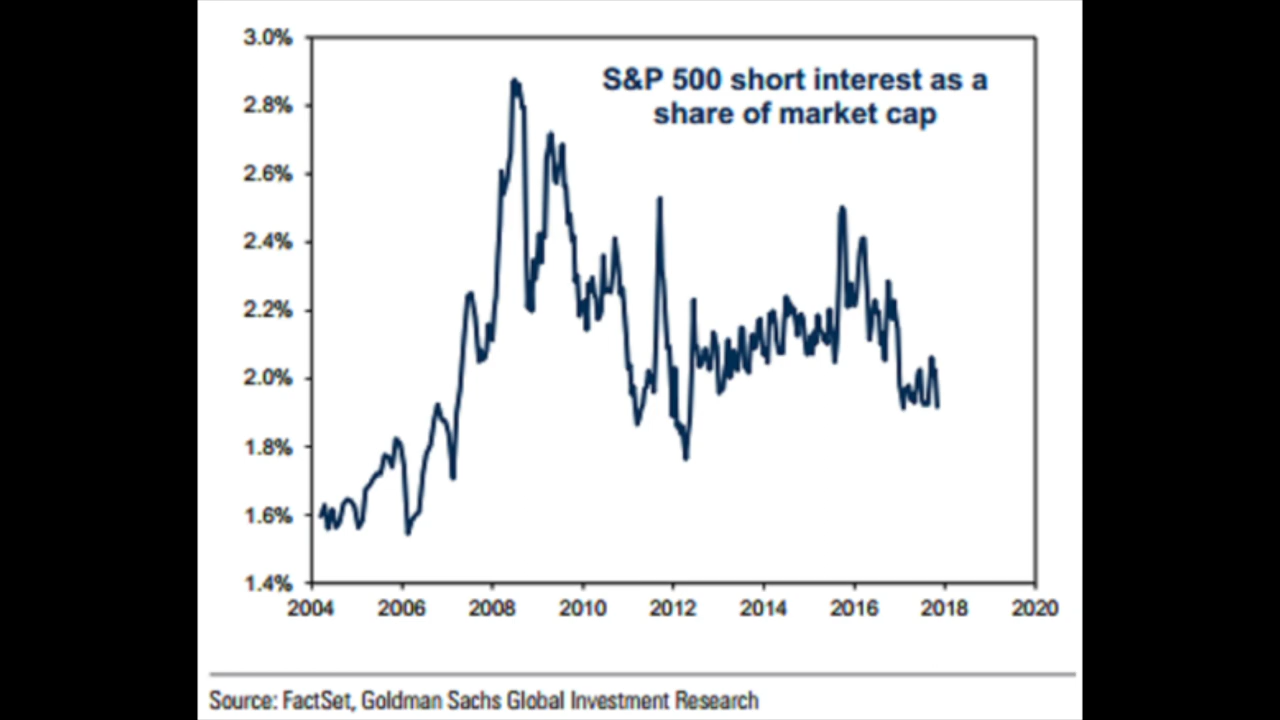 S&P 500 short interest as a
share of market cap
3.0%
2.8%
2.6%
2.4%
2.2%
2.0%
1.8%
1.6%
1.4%
2004 2006 2008 2010 2012 2014 2016 2018 2020
Source: FactSet, Goldman Sachs Global Investment Research